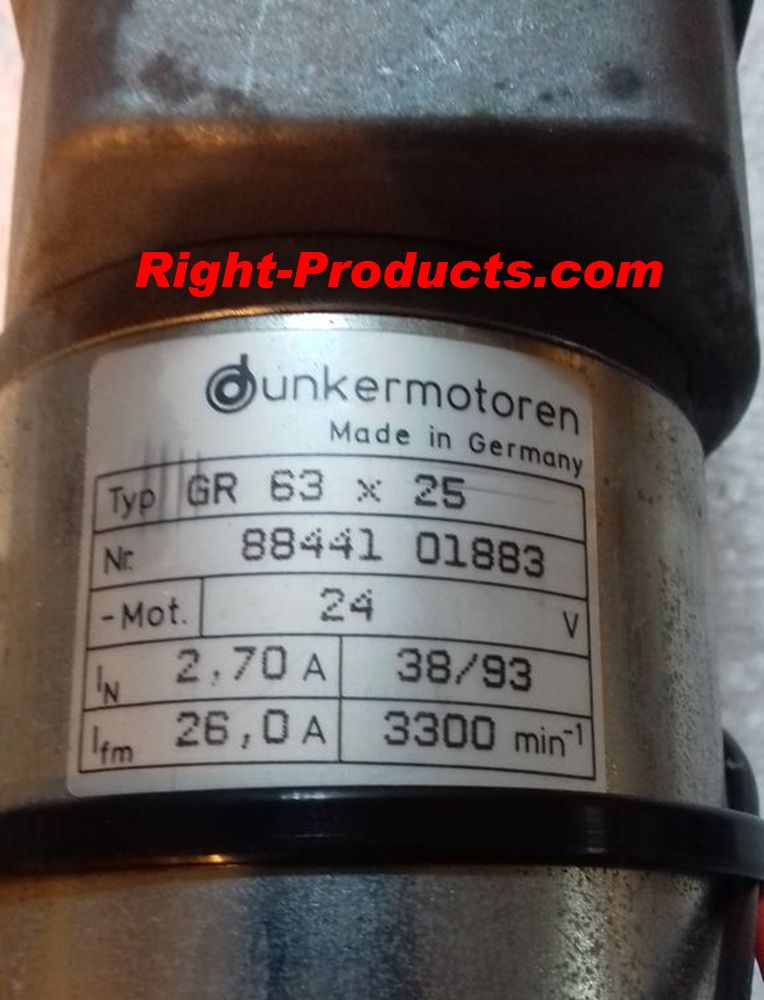 Right-Products.com
dunkermotoren
Made in Germany
Typ GR 63 x 25
Nr. 88441 01883
-Mot. 24 V
IN 2,70 A 38/93
Ifm 26,0 A 3300 min-1